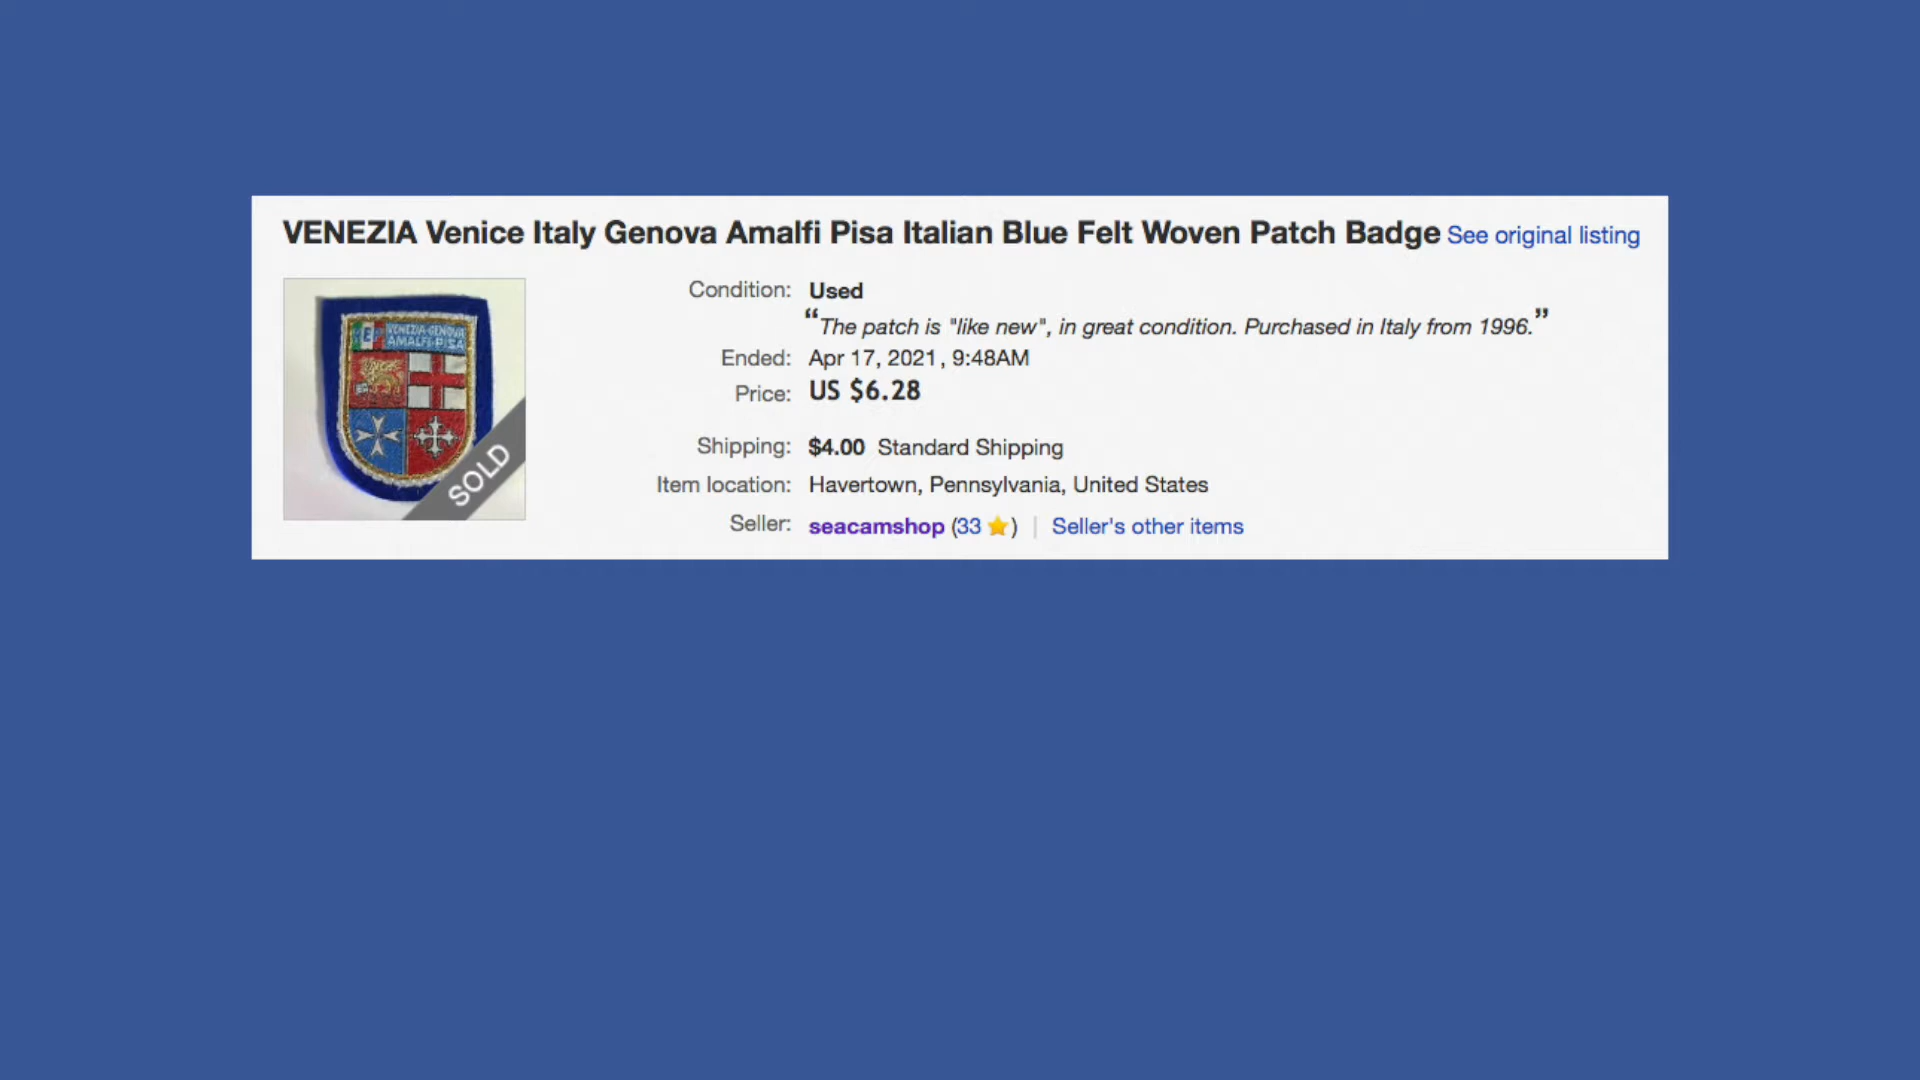 VENEZIA Venice Italy Genova Amalfi Pisa Italian Blue Felt Woven Patch Badge See original listing
VENEZIA-GENOVA
AMALFI-PISA
SOLD
Condition: Used
“The patch is "like new", in great condition. Purchased in Italy from 1996.”
Ended: Apr 17, 2021 , 9:48AM
Price: US $6.28
Shipping: $4.00 Standard Shipping
Item location: Havertown, Pennsylvania, United States
Seller: seacamshop (33 ) | Seller's other items